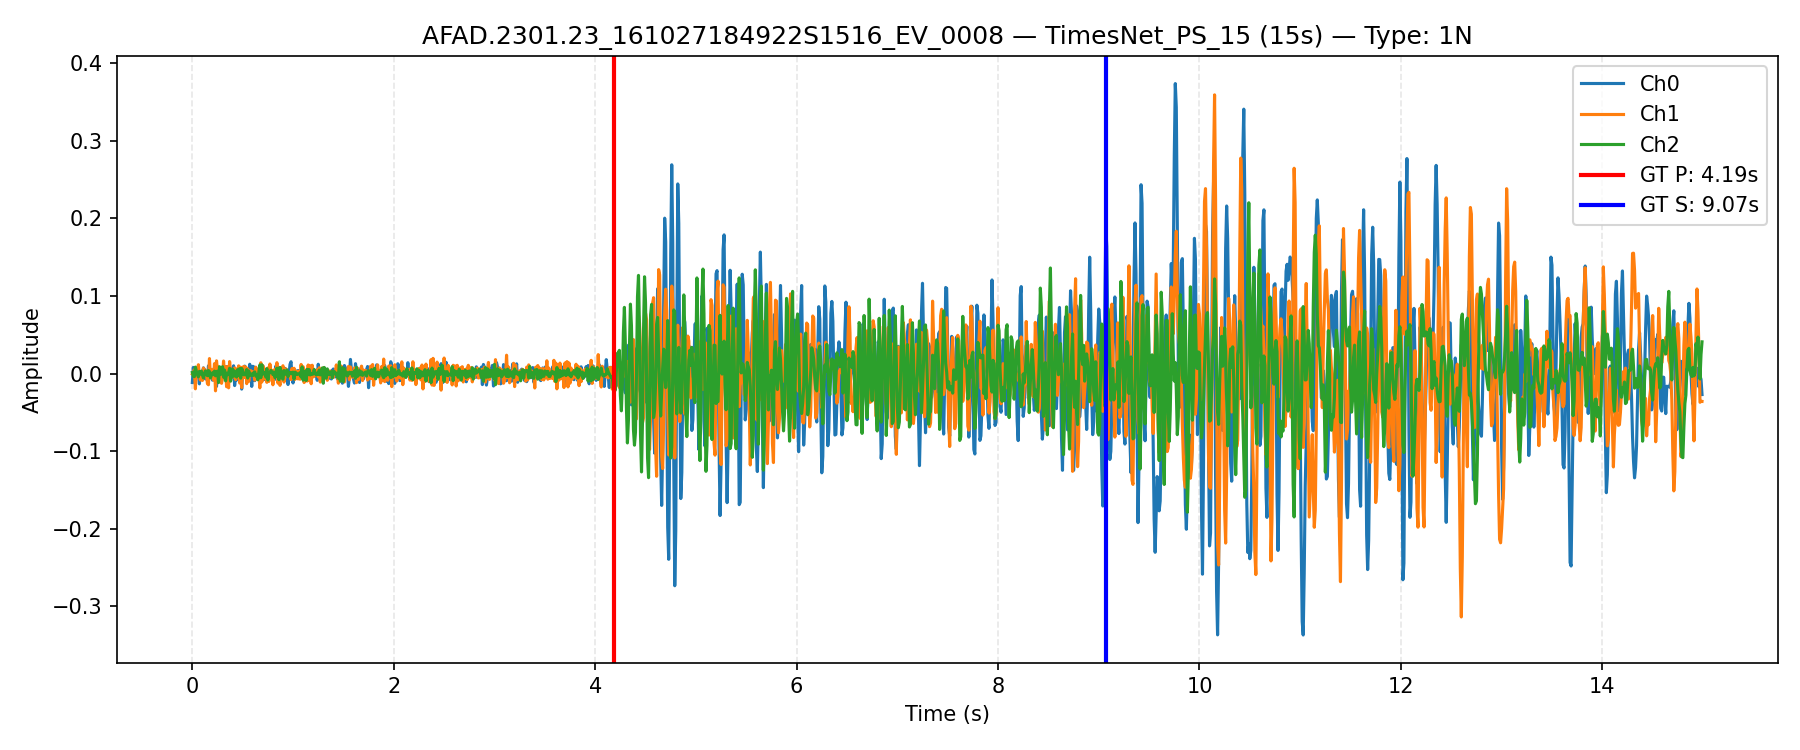 AFAD.2301.23_161027184922S1516_EV_0008 — TimesNet_PS_15 (15s) — Type: 1N
Ch0
Ch1
Ch2
GT P: 4.19s
GT S: 9.07s
Amplitude
0.4
0.3
0.2
0.1
0.0
−0.1
−0.2
−0.3
0 2 4 6 8 10 12 14
Time (s)